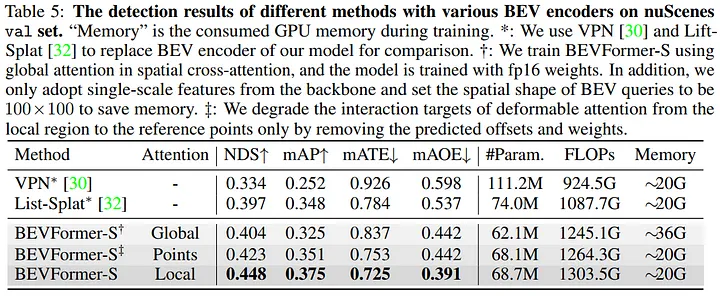 Table 5: The detection results of different methods with various BEV encoders on nuScenes
val set. “Memory” is the consumed GPU memory during training. *: We use VPN [30] and Lift-
Splat [32] to replace BEV encoder of our model for comparison. †: We train BEVFormer-S using
global attention in spatial cross-attention, and the model is trained with fp16 weights. In addition, we
only adopt single-scale features from the backbone and set the spatial shape of BEV queries to be
100×100 to save memory. ‡: We degrade the interaction targets of deformable attention from the
local region to the reference points only by removing the predicted offsets and weights.
Method Attention NDS↑ mAP↑ mATE↓ mAOE↓ #Param. FLOPs Memory
VPN* [30] - 0.334 0.252 0.926 0.598 111.2M 924.5G ~20G
List-Splat* [32] - 0.397 0.348 0.784 0.537 74.0M 1087.7G ~20G
BEVFormer-S† Global 0.404 0.325 0.837 0.442 62.1M 1245.1G ~36G
BEVFormer-S‡ Points 0.423 0.351 0.753 0.442 68.1M 1264.3G ~20G
BEVFormer-S Local 0.448 0.375 0.725 0.391 68.7M 1303.5G ~20G